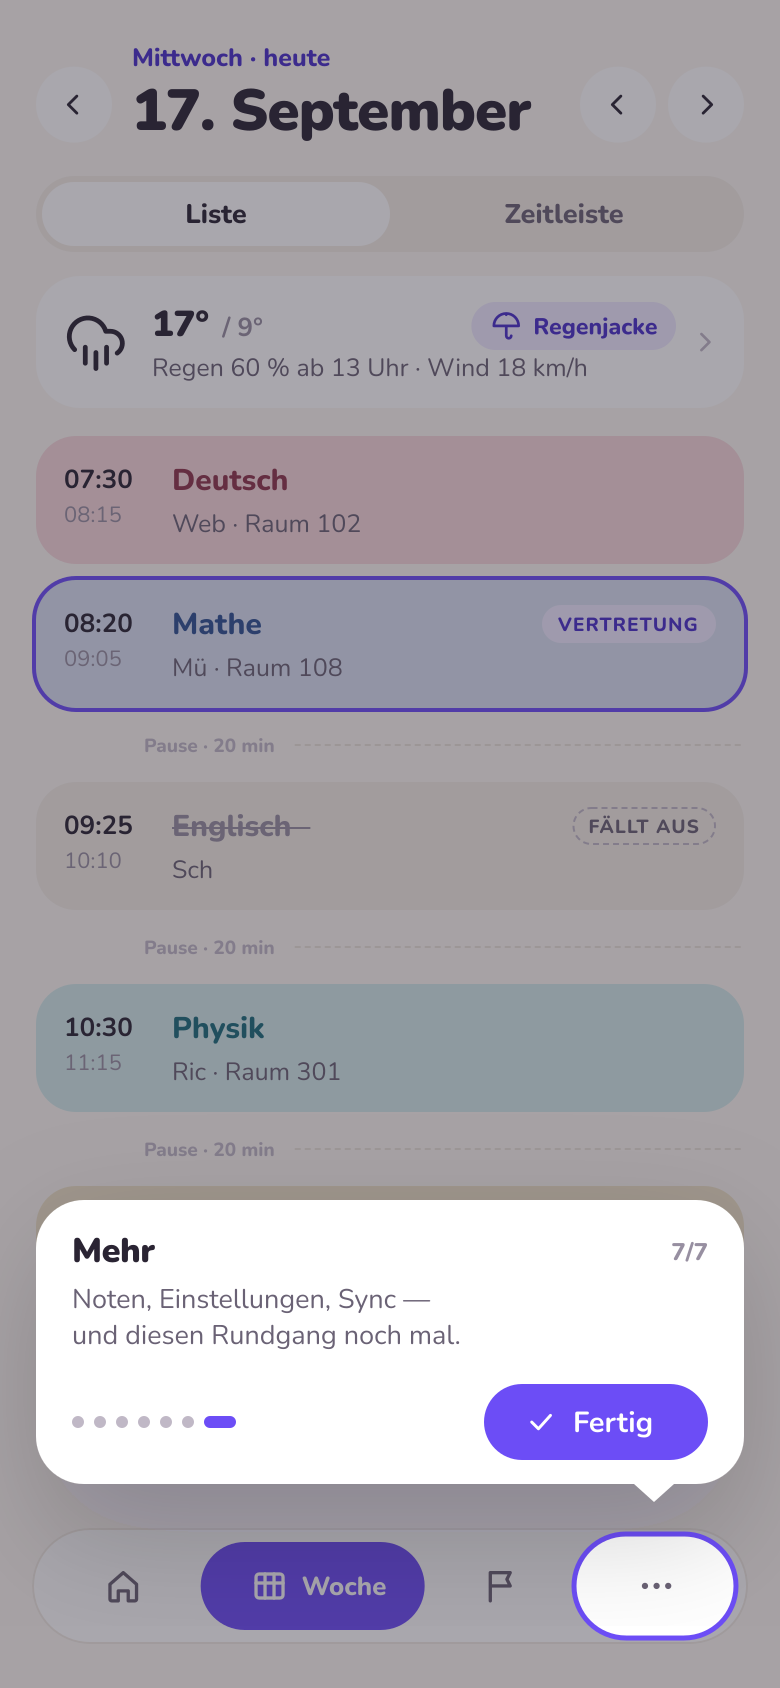 Mittwoch · heute
17. September
Liste
Zeitleiste
17° / 9°
Regenjacke
Regen 60 % ab 13 Uhr · Wind 18 km/h
07:30
Deutsch
08:15
Web · Raum 102
08:20
Mathe
VERTRETUNG
09:05
Mü · Raum 108
Pause · 20 min
09:25
Englisch
FÄLLT AUS
10:10
Sch
Pause · 20 min
10:30
Physik
11:15
Ric · Raum 301
Pause · 20 min
Mehr
7/7
Noten, Einstellungen, Sync —
und diesen Rundgang noch mal.
Fertig
Woche